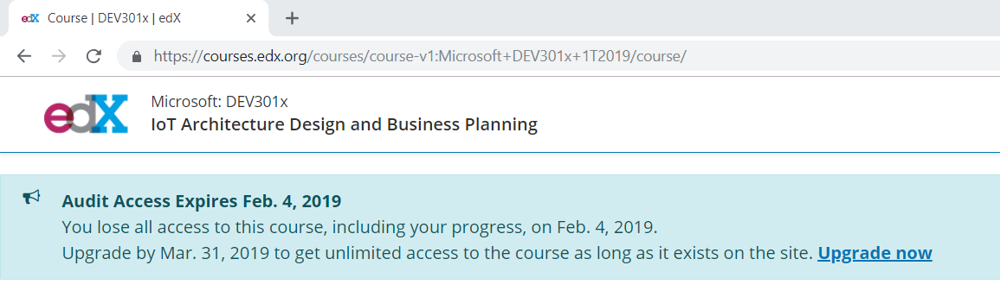 edX Course | DEV301x | edX
https://courses.edx.org/courses/course-v1:Microsoft+DEV301x+1T2019/course/
edX
Microsoft: DEV301x
IoT Architecture Design and Business Planning
Audit Access Expires Feb. 4, 2019
You lose all access to this course, including your progress, on Feb. 4, 2019.
Upgrade by Mar. 31, 2019 to get unlimited access to the course as long as it exists on the site. Upgrade now